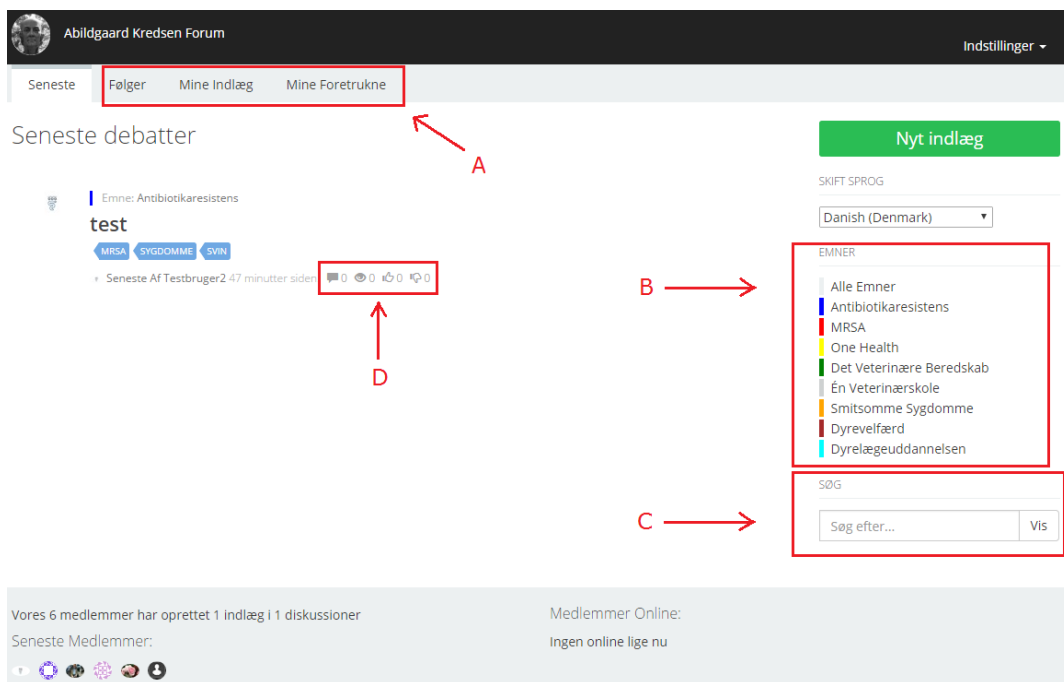 Abildgaard Kredsen Forum
Indstillinger
Seneste Følger Mine Indlæg Mine Foretrukne
A
Seneste debatter
Emne: Antibiotikaresistens
test
MRSA SYGDOMME SVIN
Seneste Af Testbruger2 47 minutter siden 0 0 0 0
D
Nyt indlæg
SKIFT SPROG
Danish (Denmark)
B
EMNER
Alle Emner
Antibiotikaresistens
MRSA
One Health
Det Veterinære Beredskab
Én Veterinærskole
Smitsomme Sygdomme
Dyrevelfærd
Dyrelægeuddannelsen
C
SØG
Søg efter... Vis
Vores 6 medlemmer har oprettet 1 indlæg i 1 diskussioner
Seneste Medlemmer:
Medlemmer Online:
Ingen online lige nu